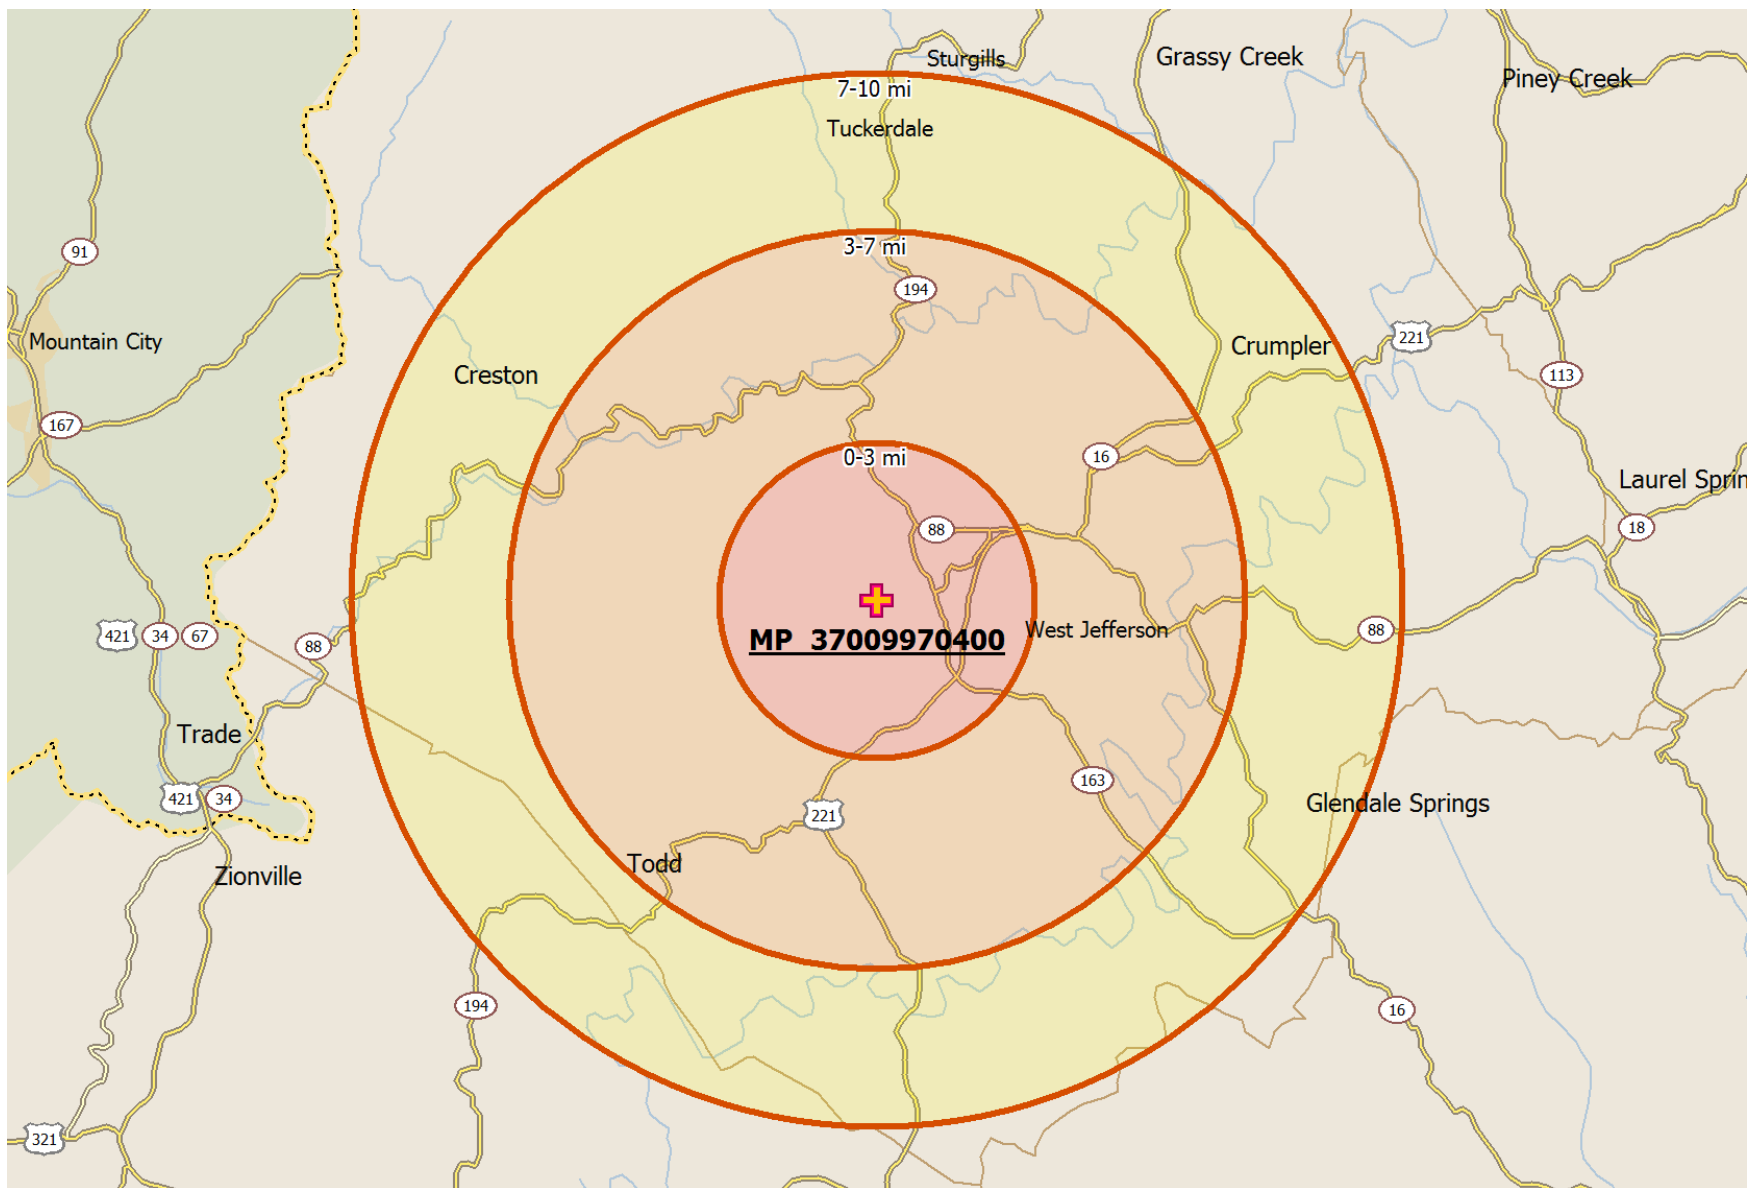 Sturgills
Grassy Creek
Piney Creek
7-10 mi
Tuckerdale
91
3-7 mi
194
Mountain City
Crumpler
221
Creston
113
167
16
0-3 mi
Laurel Sprin
88
18
MP 37009970400
West Jefferson
88
421
34
67
88
Trade
163
421
34
221
Glendale Springs
Todd
Zionville
194
16
321